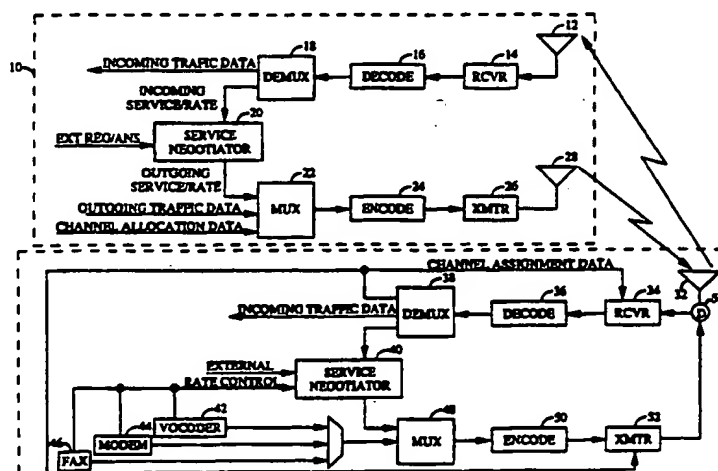 12
18
16
14
10
INCOMING TRAFIC DATA
DEMUX
DECODE
RCVR
INCOMING
SERVICE/RATE
20
EXT REQ/ANS
SERVICE
NEGOTIATOR
22
28
OUTGOING
SERVICE/RATE
24
26
MUX
ENCODE
XMTR
OUTGOING TRAFFIC DATA
CHANNEL ALLOCATION DATA
CHANNEL ASSIGNMENT DATA
32
38
36
34
INCOMING TRAFFIC DATA
DEMUX
DECODE
RCVR
D
40
EXTERNAL
RATE CONTROL
SERVICE
NEGOTIATOR
42
48
50
52
44
VOCODER
46
MODEM
MUX
ENCODE
XMTR
FAX